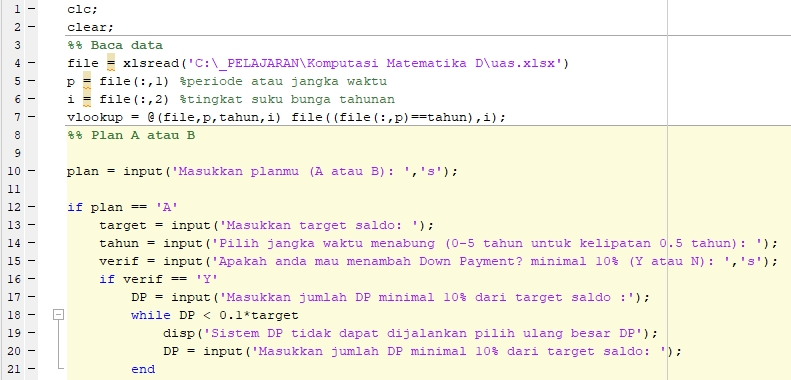 1 - clc;
2 - clear;
3 %% Baca data
4 - file = xlsread('C:\_PELAJARAN\Komputasi Matematika D\uas.xlsx')
5 - p = file(:,1) %periode atau jangka waktu
6 - i = file(:,2) %tingkat suku bunga tahunan
7 - vlookup = @(file,p,tahun,i) file((file(:,p)==tahun),i);
8 %% Plan A atau B
9
10 - plan = input('Masukkan planmu (A atau B): ','s');
11
12 - if plan == 'A'
13 - target = input('Masukkan target saldo: ');
14 - tahun = input('Pilih jangka waktu menabung (0-5 tahun untuk kelipatan 0.5 tahun): ');
15 - verif = input('Apakah anda mau menambah Down Payment? minimal 10% (Y atau N): ','s');
16 - if verif == 'Y'
17 - DP = input('Masukkan jumlah DP minimal 10% dari target saldo :');
18 - while DP < 0.1*target
19 - disp('Sistem DP tidak dapat dijalankan pilih ulang besar DP');
20 - DP = input('Masukkan jumlah DP minimal 10% dari target saldo: ');
21 - end